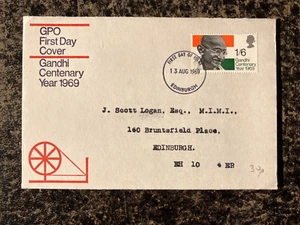 GPO
First Day
Cover
Gandhi
Centenary
Year 1969
FIRST DAY OF ISSUE
13 AUG 1969
EDINBURGH
1/6
Gandhi
Centenary
Year 1969
J. Scott Logan, Esq., M.I.M.I.,
140 Bruntsfield Place,
EDINBURGH.
EH 10 4 ER